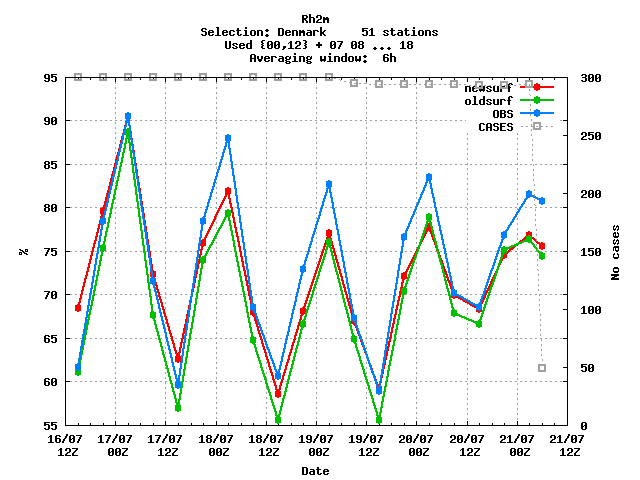 Rh2m
Selection: Denmark     51 stations
Used {00,12} + 07 08 ... 18
Averaging window:  6h
95
90
85
80
75
70
65
60
55
%
300
250
200
150
100
50
0
No cases
newsurf
oldsurf
OBS
CASES
16/07 17/07 17/07 18/07 18/07 19/07 19/07 20/07 20/07 21/07 21/07
12Z 00Z 12Z 00Z 12Z 00Z 12Z 00Z 12Z 00Z 12Z
Date